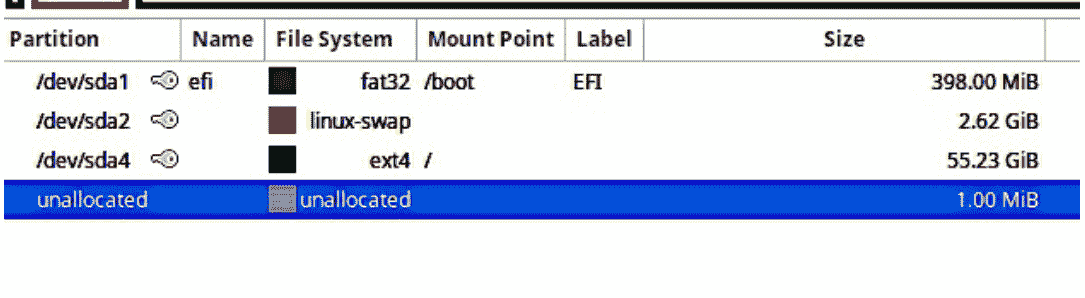 Partition Name File System Mount Point Label Size
/dev/sda1 efi fat32 /boot EFI 398.00 MiB
/dev/sda2 linux-swap 2.62 GiB
/dev/sda4 ext4 / 55.23 GiB
unallocated unallocated 1.00 MiB